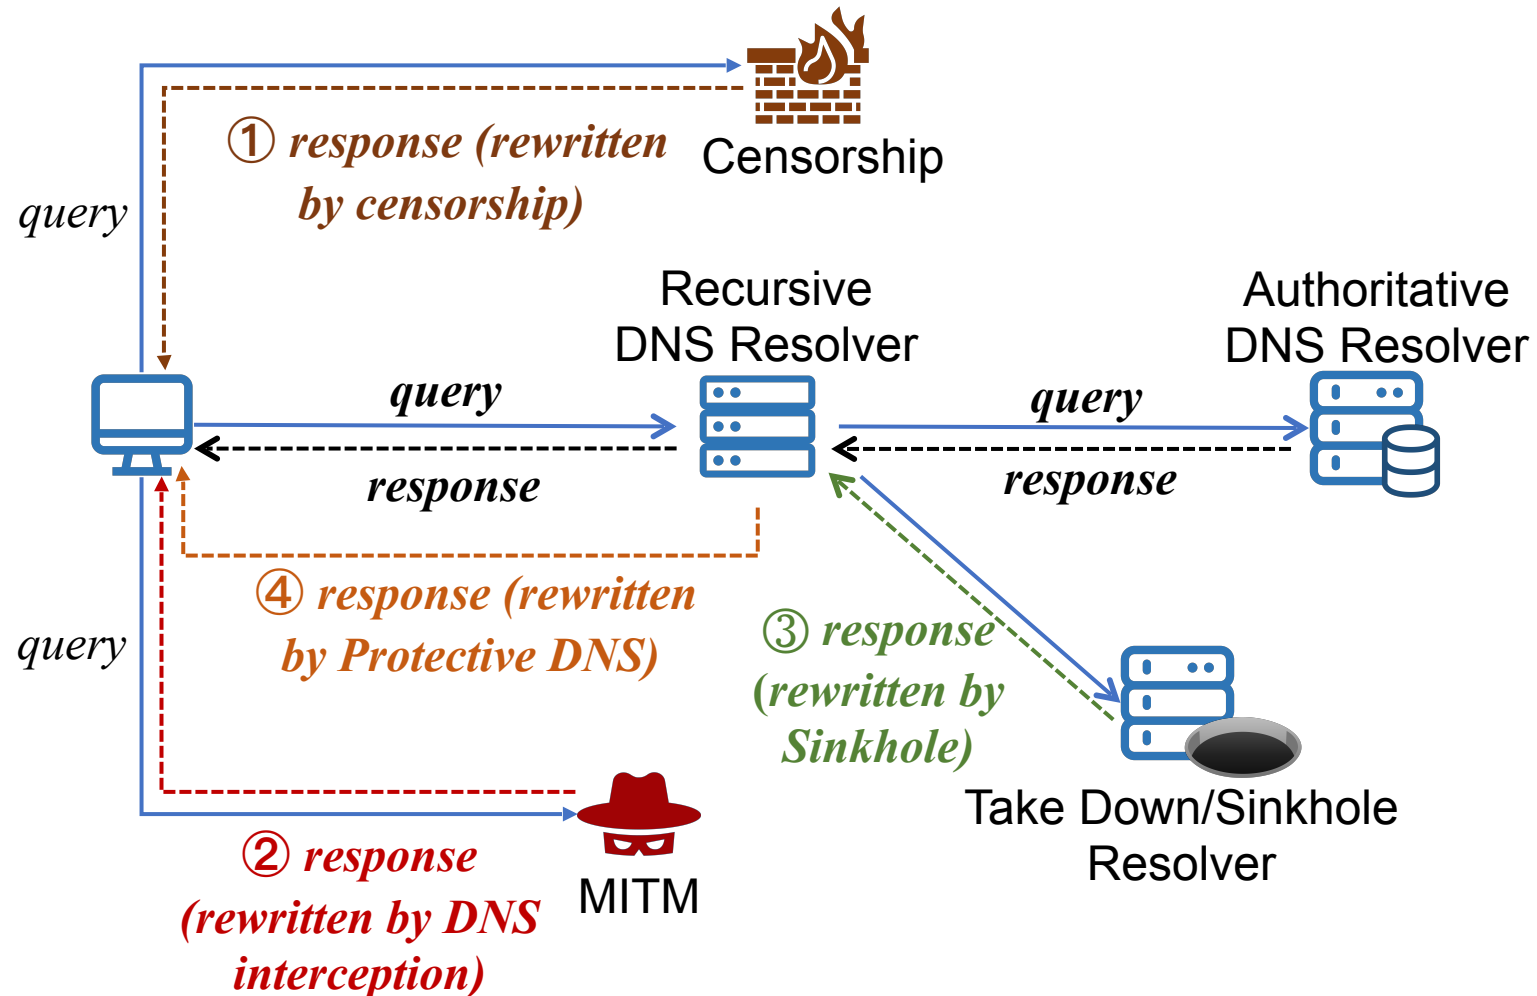 Censorship
① response (rewritten
by censorship)
query
Recursive
DNS Resolver
Authoritative
DNS Resolver
query
response
query
response
④ response (rewritten
by Protective DNS)
③ response
(rewritten by
Sinkhole)
query
Take Down/Sinkhole
Resolver
② response
(rewritten by DNS
interception)
MITM